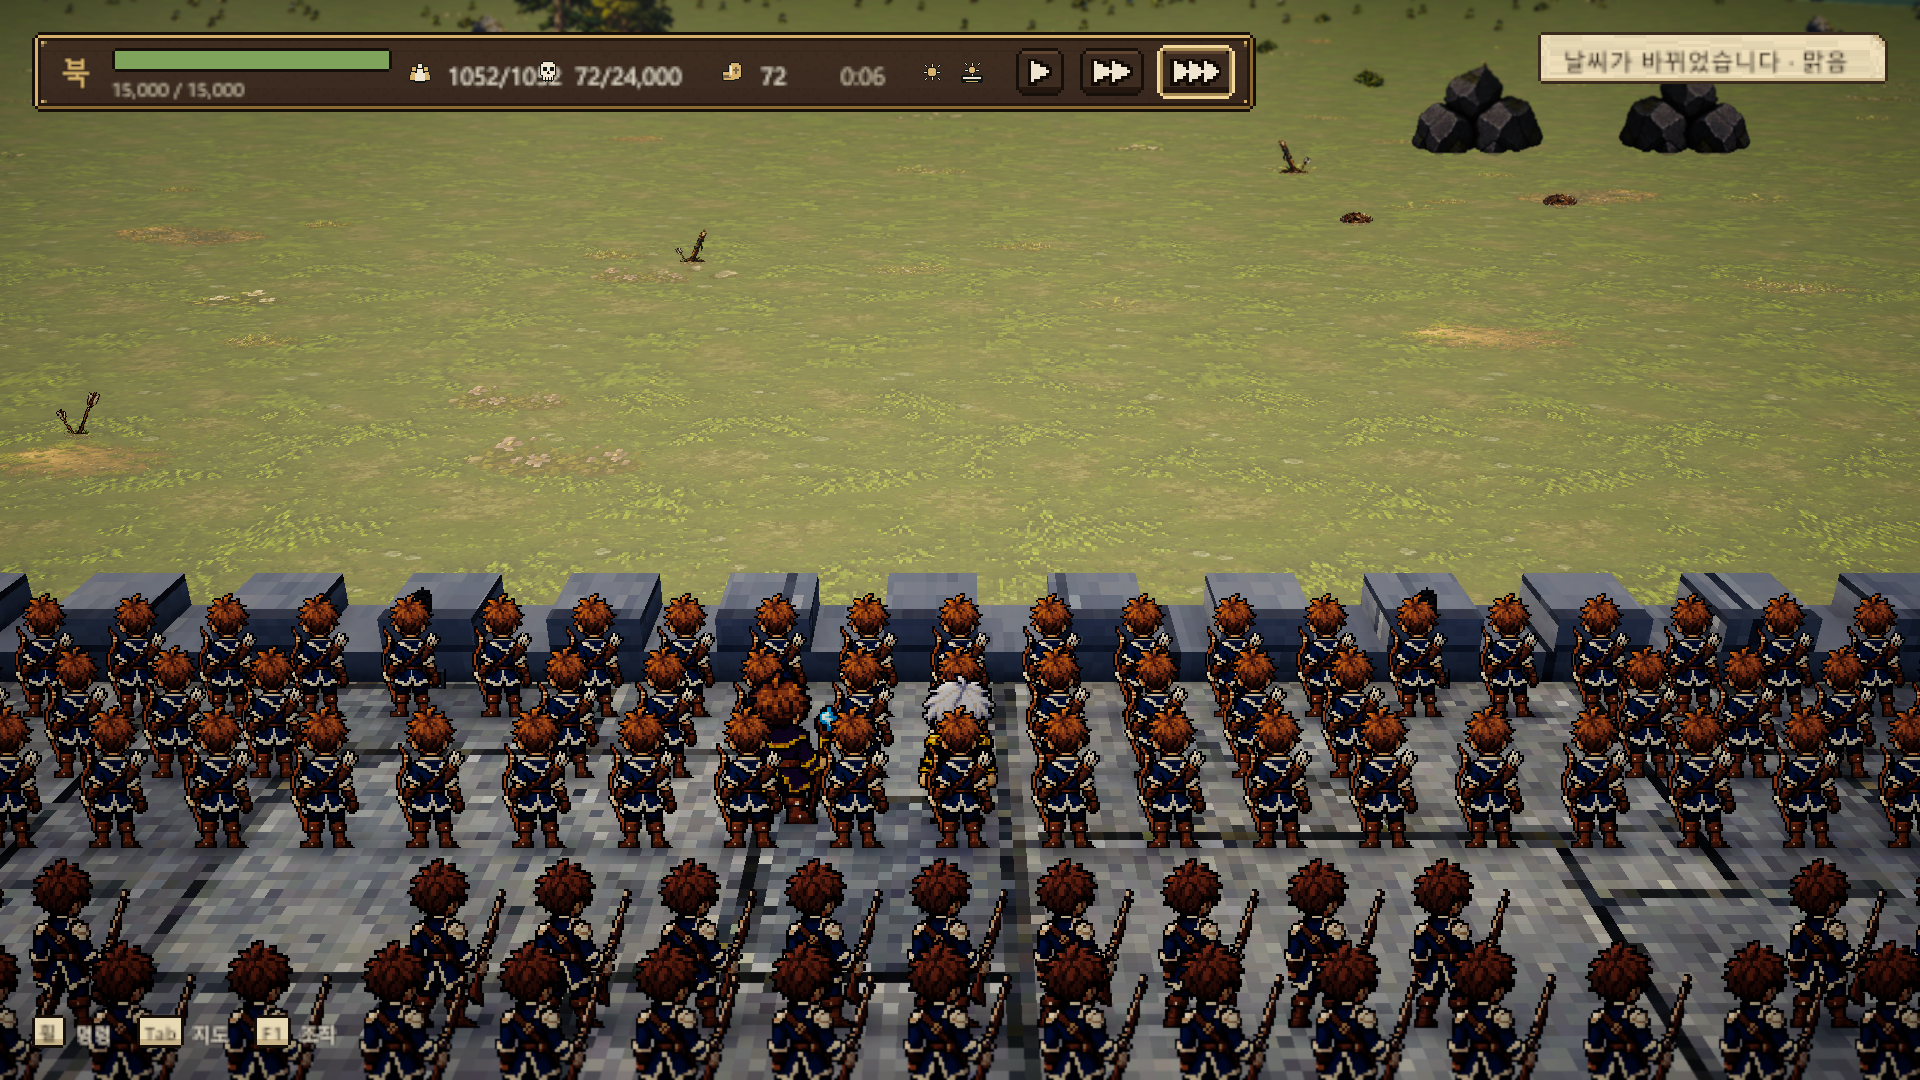 북
15,000 / 15,000
1052/1052
72/24,000
72
0:06
날씨가 바뀌었습니다 · 맑음
휠 명령 Tab 지도 F1 조작